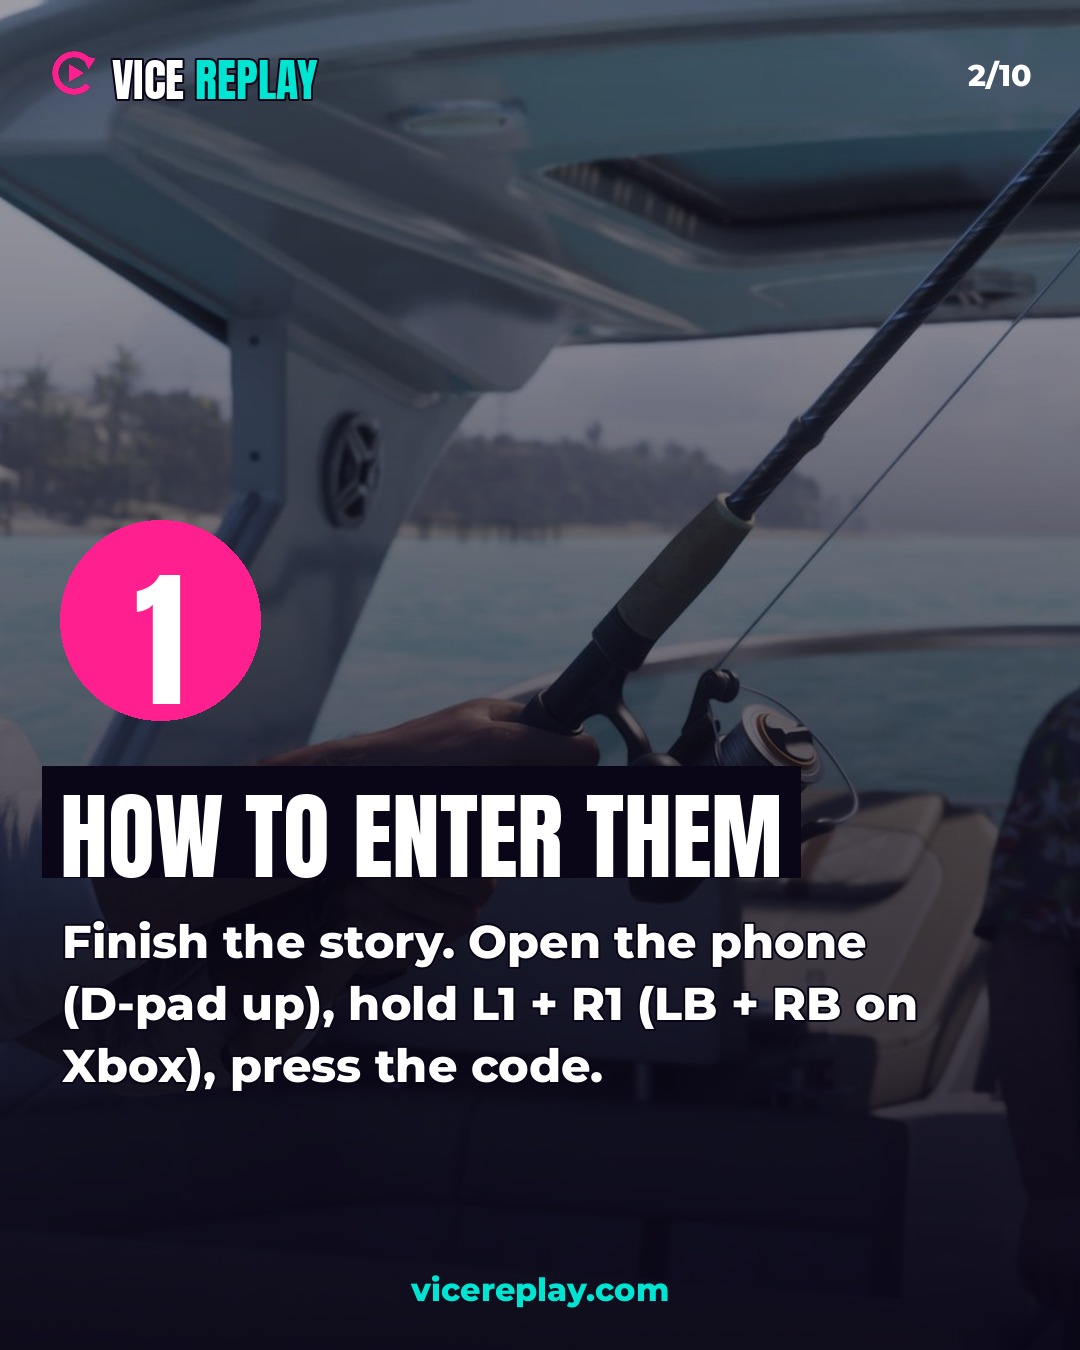 VICE REPLAY
2/10
1
HOW TO ENTER THEM
Finish the story. Open the phone
(D-pad up), hold L1 + R1 (LB + RB on
Xbox), press the code.
vicereplay.com